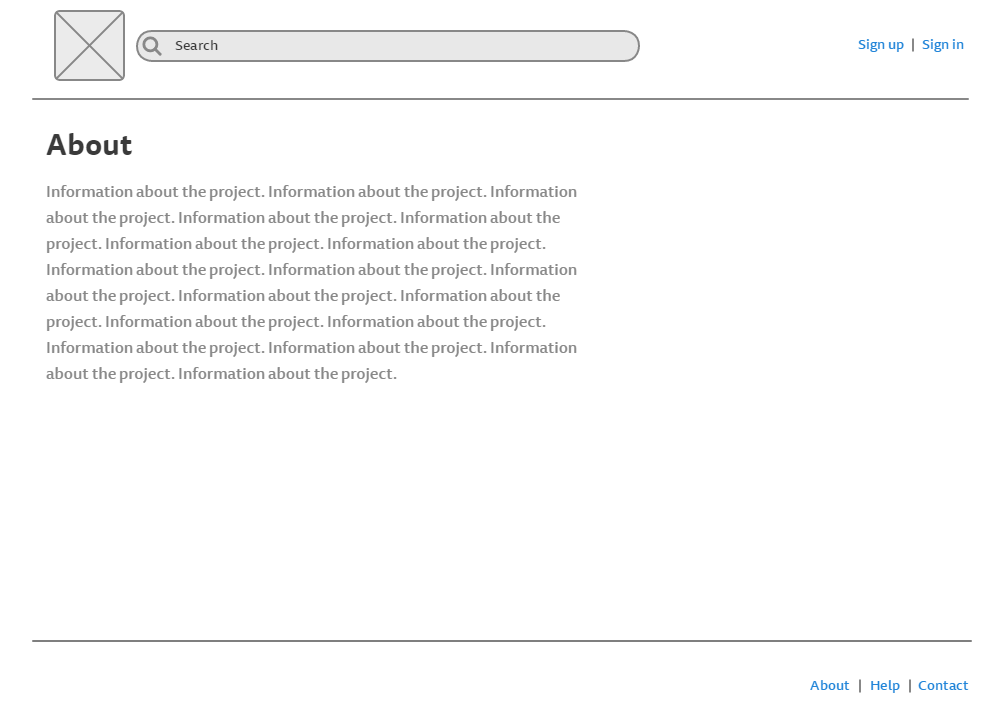 Search
Sign up | Sign in
About
Information about the project. Information about the project. Information
about the project. Information about the project. Information about the
project. Information about the project. Information about the project.
Information about the project. Information about the project. Information
about the project. Information about the project. Information about the
project. Information about the project. Information about the project.
Information about the project. Information about the project. Information
about the project. Information about the project.
About | Help | Contact